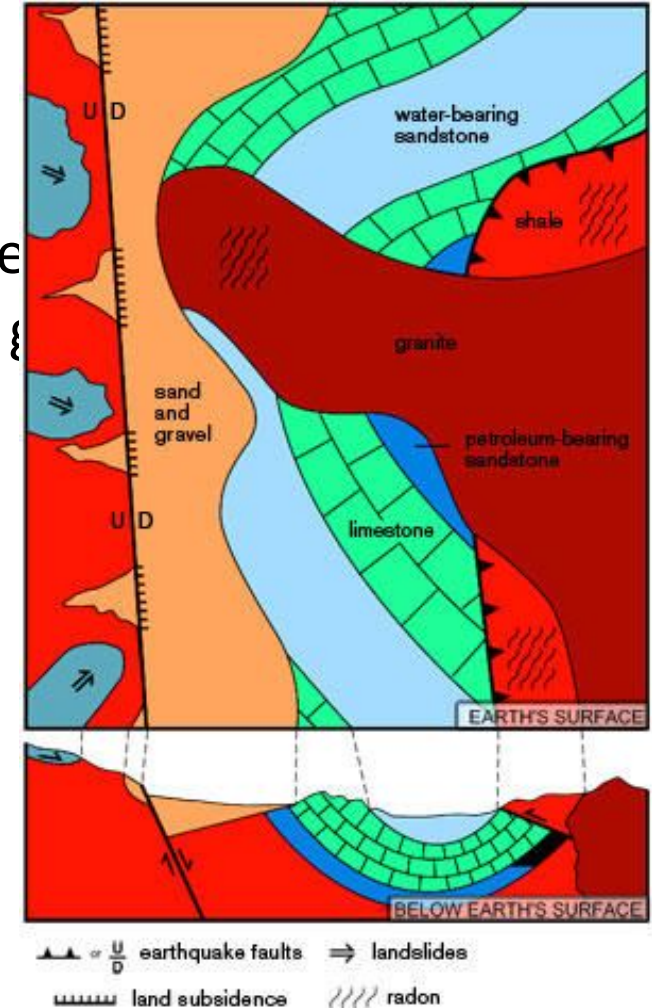 U D
water-bearing
sandstone
shale
e
granite
sand
and
gravel
petroleum-bearing
sandstone
U D
limestone
EARTH'S SURFACE
BELOW EARTH'S SURFACE
or U/D earthquake faults
landslides
land subsidence
radon